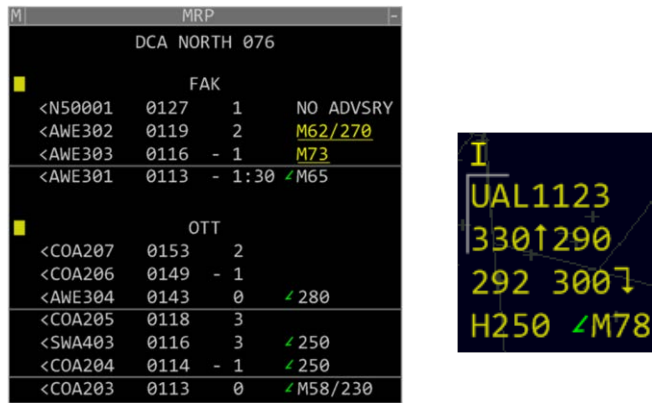 M MRP -
DCA NORTH 076
FAK
<N50001 0127 1 NO ADVSRY
<AWE302 0119 2 M62/270
<AWE303 0116 - 1 M73
<AWE301 0113 - 1:30 ∠M65
OTT
<COA207 0153 2
<COA206 0149 - 1
<AWE304 0143 0 ∠280
<COA205 0118 3
<SWA403 0116 3 ∠250
<COA204 0114 - 1 ∠250
<COA203 0113 0 ∠M58/230
I
UAL1123
330↑290
292 300↴
H250 ∠M78